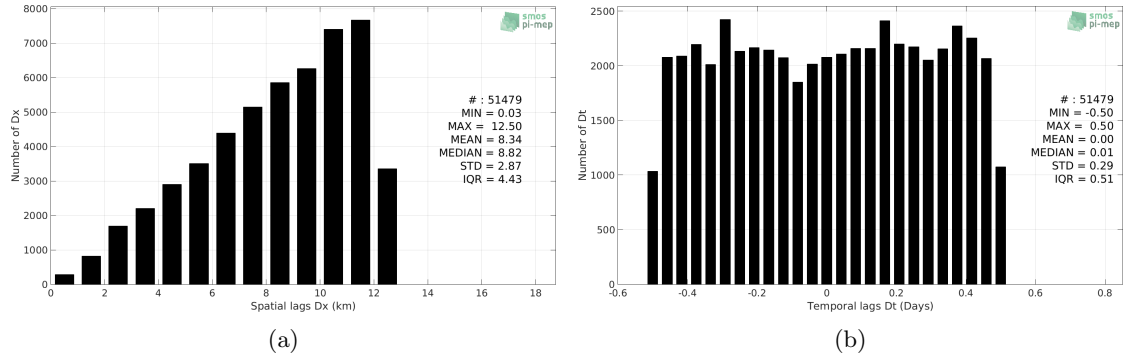 8000
7000
6000
5000
4000
3000
2000
1000
0
Number of Dx
0 2 4 6 8 10 12 14 16 18
Spatial lags Dx (km)
smos
pi-mep
# : 51479
MIN = 0.03
MAX = 12.50
MEAN = 8.34
MEDIAN = 8.82
STD = 2.87
IQR = 4.43
(a)
2500
2000
1500
1000
500
0
Number of Dt
-0.6 -0.4 -0.2 0 0.2 0.4 0.6 0.8
Temporal lags Dt (Days)
smos
pi-mep
# : 51479
MIN = -0.50
MAX = 0.50
MEAN = 0.00
MEDIAN = 0.01
STD = 0.29
IQR = 0.51
(b)